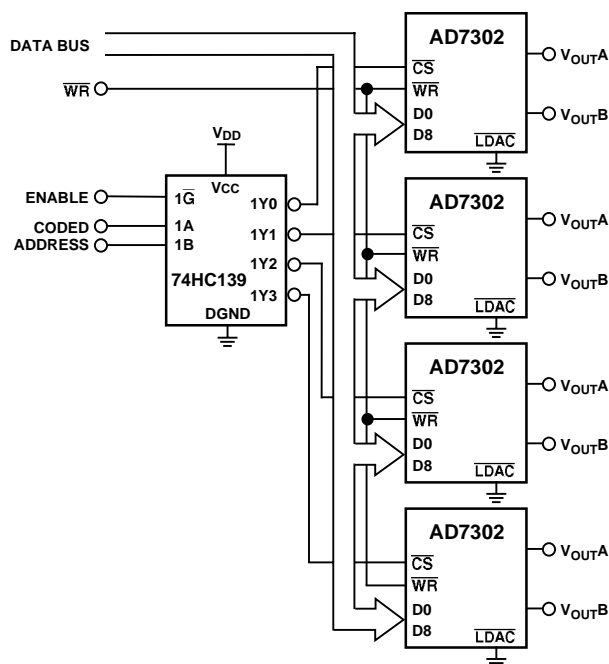 DATA BUS
WR
VDD
VCC
ENABLE
CODED
ADDRESS
1G
1A
1B
1Y0
1Y1
1Y2
1Y3
74HC139
DGND
AD7302
CS
WR
D0
D8
LDAC
VOUTA
VOUTB
AD7302
CS
WR
D0
D8
LDAC
VOUTA
VOUTB
AD7302
CS
WR
D0
D8
LDAC
VOUTA
VOUTB
AD7302
CS
WR
D0
D8
LDAC
VOUTA
VOUTB